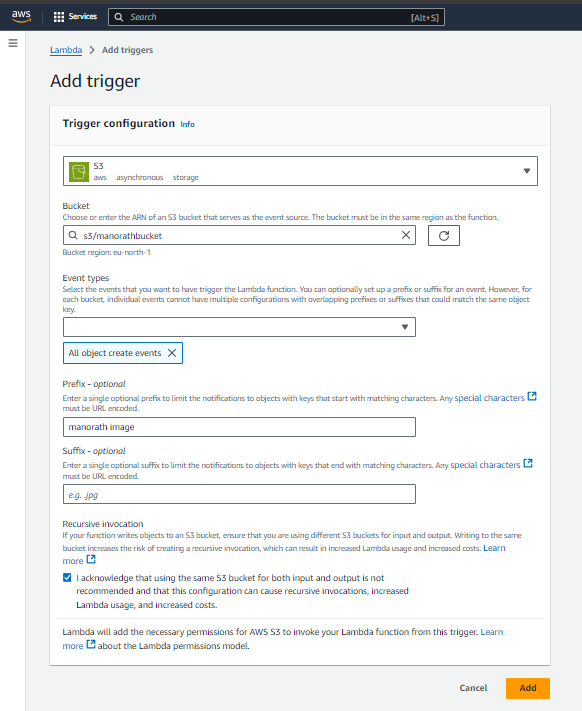 aws
Services
Search
[Alt+S]
Lambda > Add triggers
Add trigger
Trigger configuration Info
S3
aws asynchronous storage
Bucket
Choose or enter the ARN of an S3 bucket that serves as the event source. The bucket must be in the same region as the function.
s3/manorathbucket
Bucket region: eu-north-1
Event types
Select the events that you want to have trigger the Lambda function. You can optionally set up a prefix or suffix for an event. However, for
each bucket, individual events cannot have multiple configurations with overlapping prefixes or suffixes that could match the same object
key.
All object create events
Prefix - optional
Enter a single optional prefix to limit the notifications to objects with keys that start with matching characters. Any special characters
must be URL encoded.
manorath image
Suffix - optional
Enter a single optional suffix to limit the notifications to objects with keys that end with matching characters. Any special characters
must be URL encoded.
e.g. .jpg
Recursive invocation
If your function writes objects to an S3 bucket, ensure that you are using different S3 buckets for input and output. Writing to the same
bucket increases the risk of creating a recursive invocation, which can result in increased Lambda usage and increased costs. Learn
more
I acknowledge that using the same S3 bucket for both input and output is not
recommended and that this configuration can cause recursive invocations, increased
Lambda usage, and increased costs.
Lambda will add the necessary permissions for AWS S3 to invoke your Lambda function from this trigger. Learn
more about the Lambda permissions model.
Cancel
Add